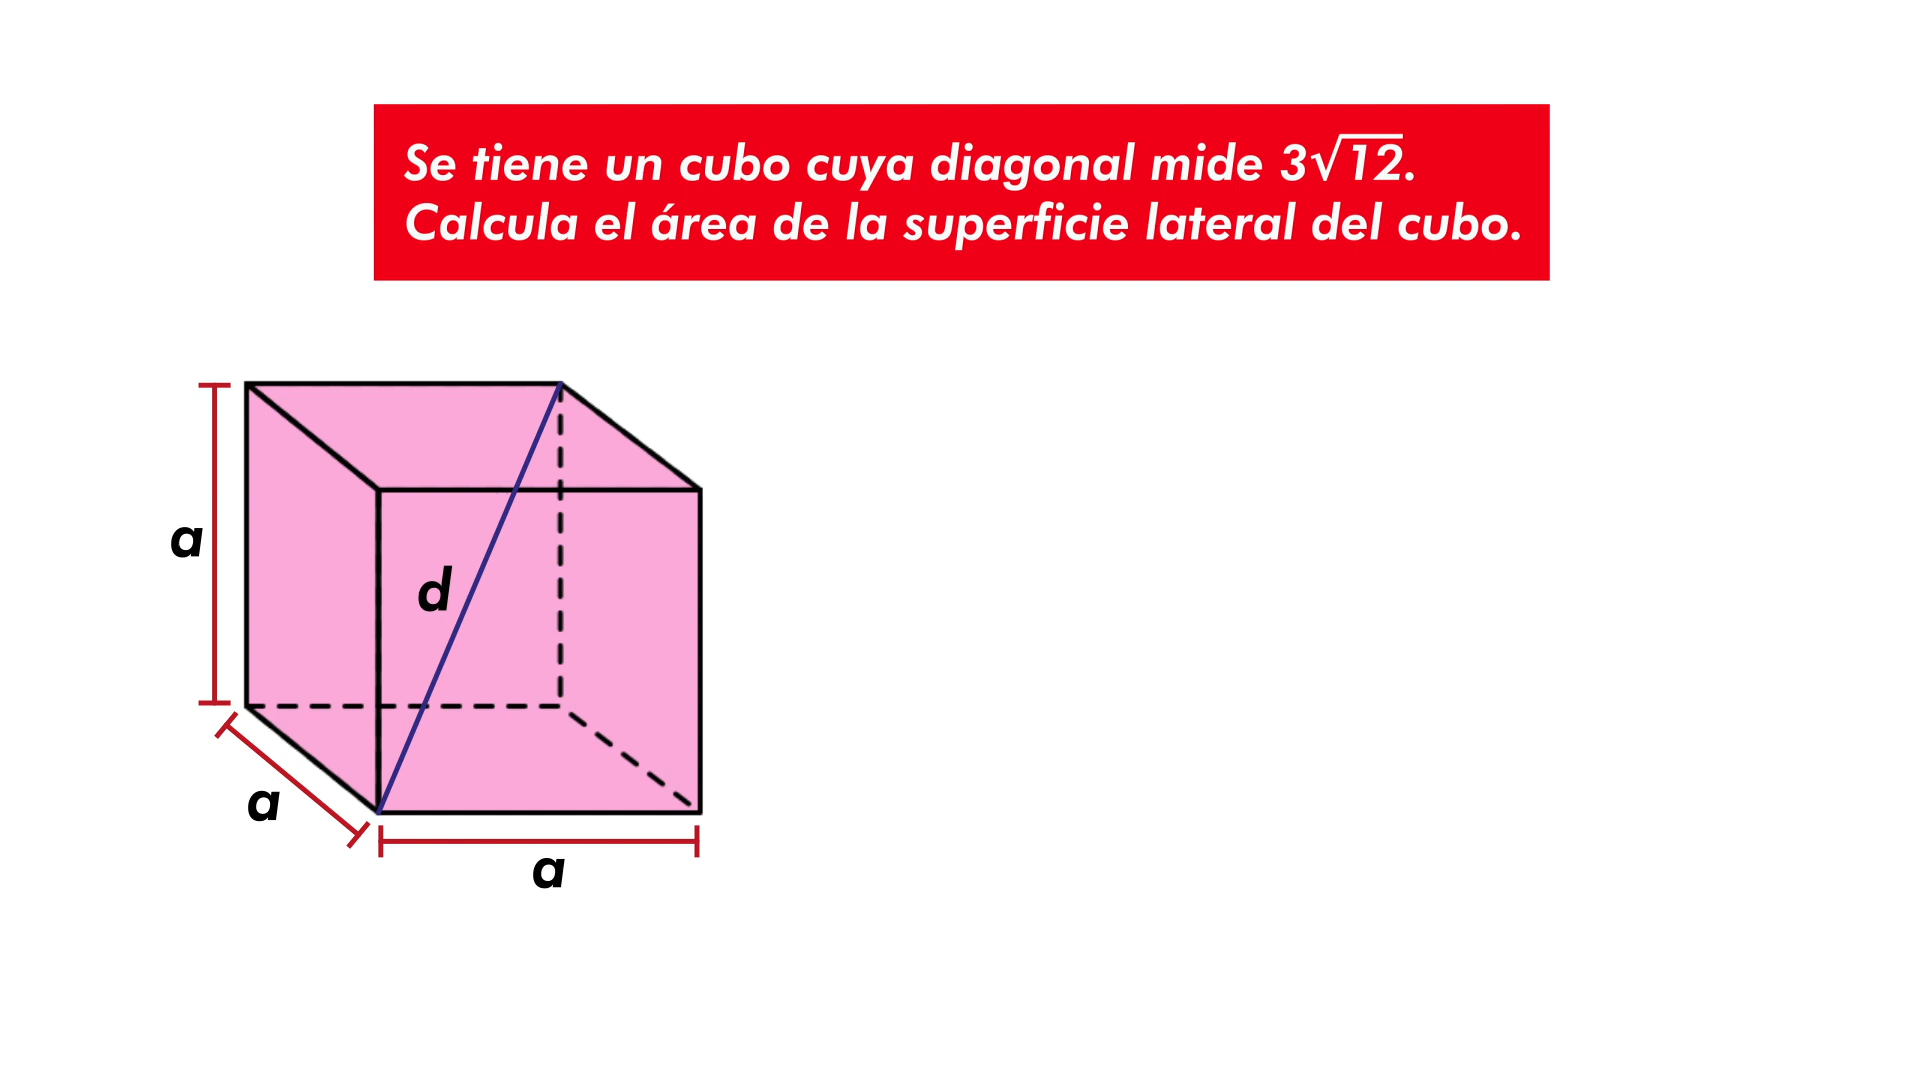 Se tiene un cubo cuya diagonal mide 3√12.
Calcula el área de la superficie lateral del cubo.
a
d
a
a